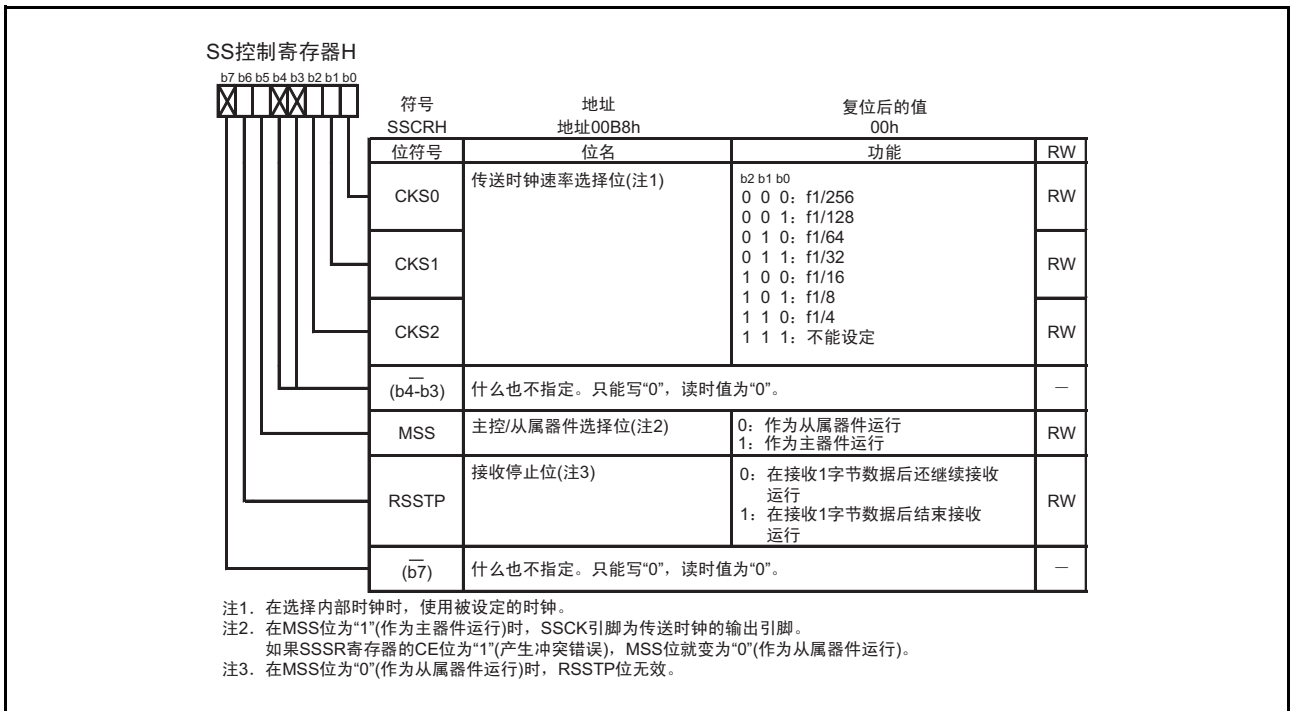 SS控制寄存器H
b7 b6 b5 b4 b3 b2 b1 b0
符号 地址 复位后的值
SSCRH 地址00B8h 00h
位符号 位名 功能 RW
CKS0 传送时钟速率选择位(注1) RW
CKS1 RW
CKS2 RW
b2 b1 b0
0 0 0：f1/256
0 0 1：f1/128
0 1 0：f1/64
0 1 1：f1/32
1 0 0：f1/16
1 0 1：f1/8
1 1 0：f1/4
1 1 1：不能设定
—
(b4-b3) 什么也不指定。只能写“0”，读时值为“0”。 —
MSS 主控/从属器件选择位(注2) RW
0：作为从属器件运行
1：作为主器件运行
RSSTP 接收停止位(注3) RW
0：在接收1字节数据后还继续接收
运行
1：在接收1字节数据后结束接收
运行
—
(b7) 什么也不指定。只能写“0”，读时值为“0”。 —
注1．在选择内部时钟时，使用被设定的时钟。
注2．在MSS位为“1”(作为主器件运行)时，SSCK引脚为传送时钟的输出引脚。
如果SSSR寄存器的CE位为“1”(产生冲突错误)，MSS位就变为“0”(作为从属器件运行)。
注3．在MSS位为“0”(作为从属器件运行)时，RSSTP位无效。